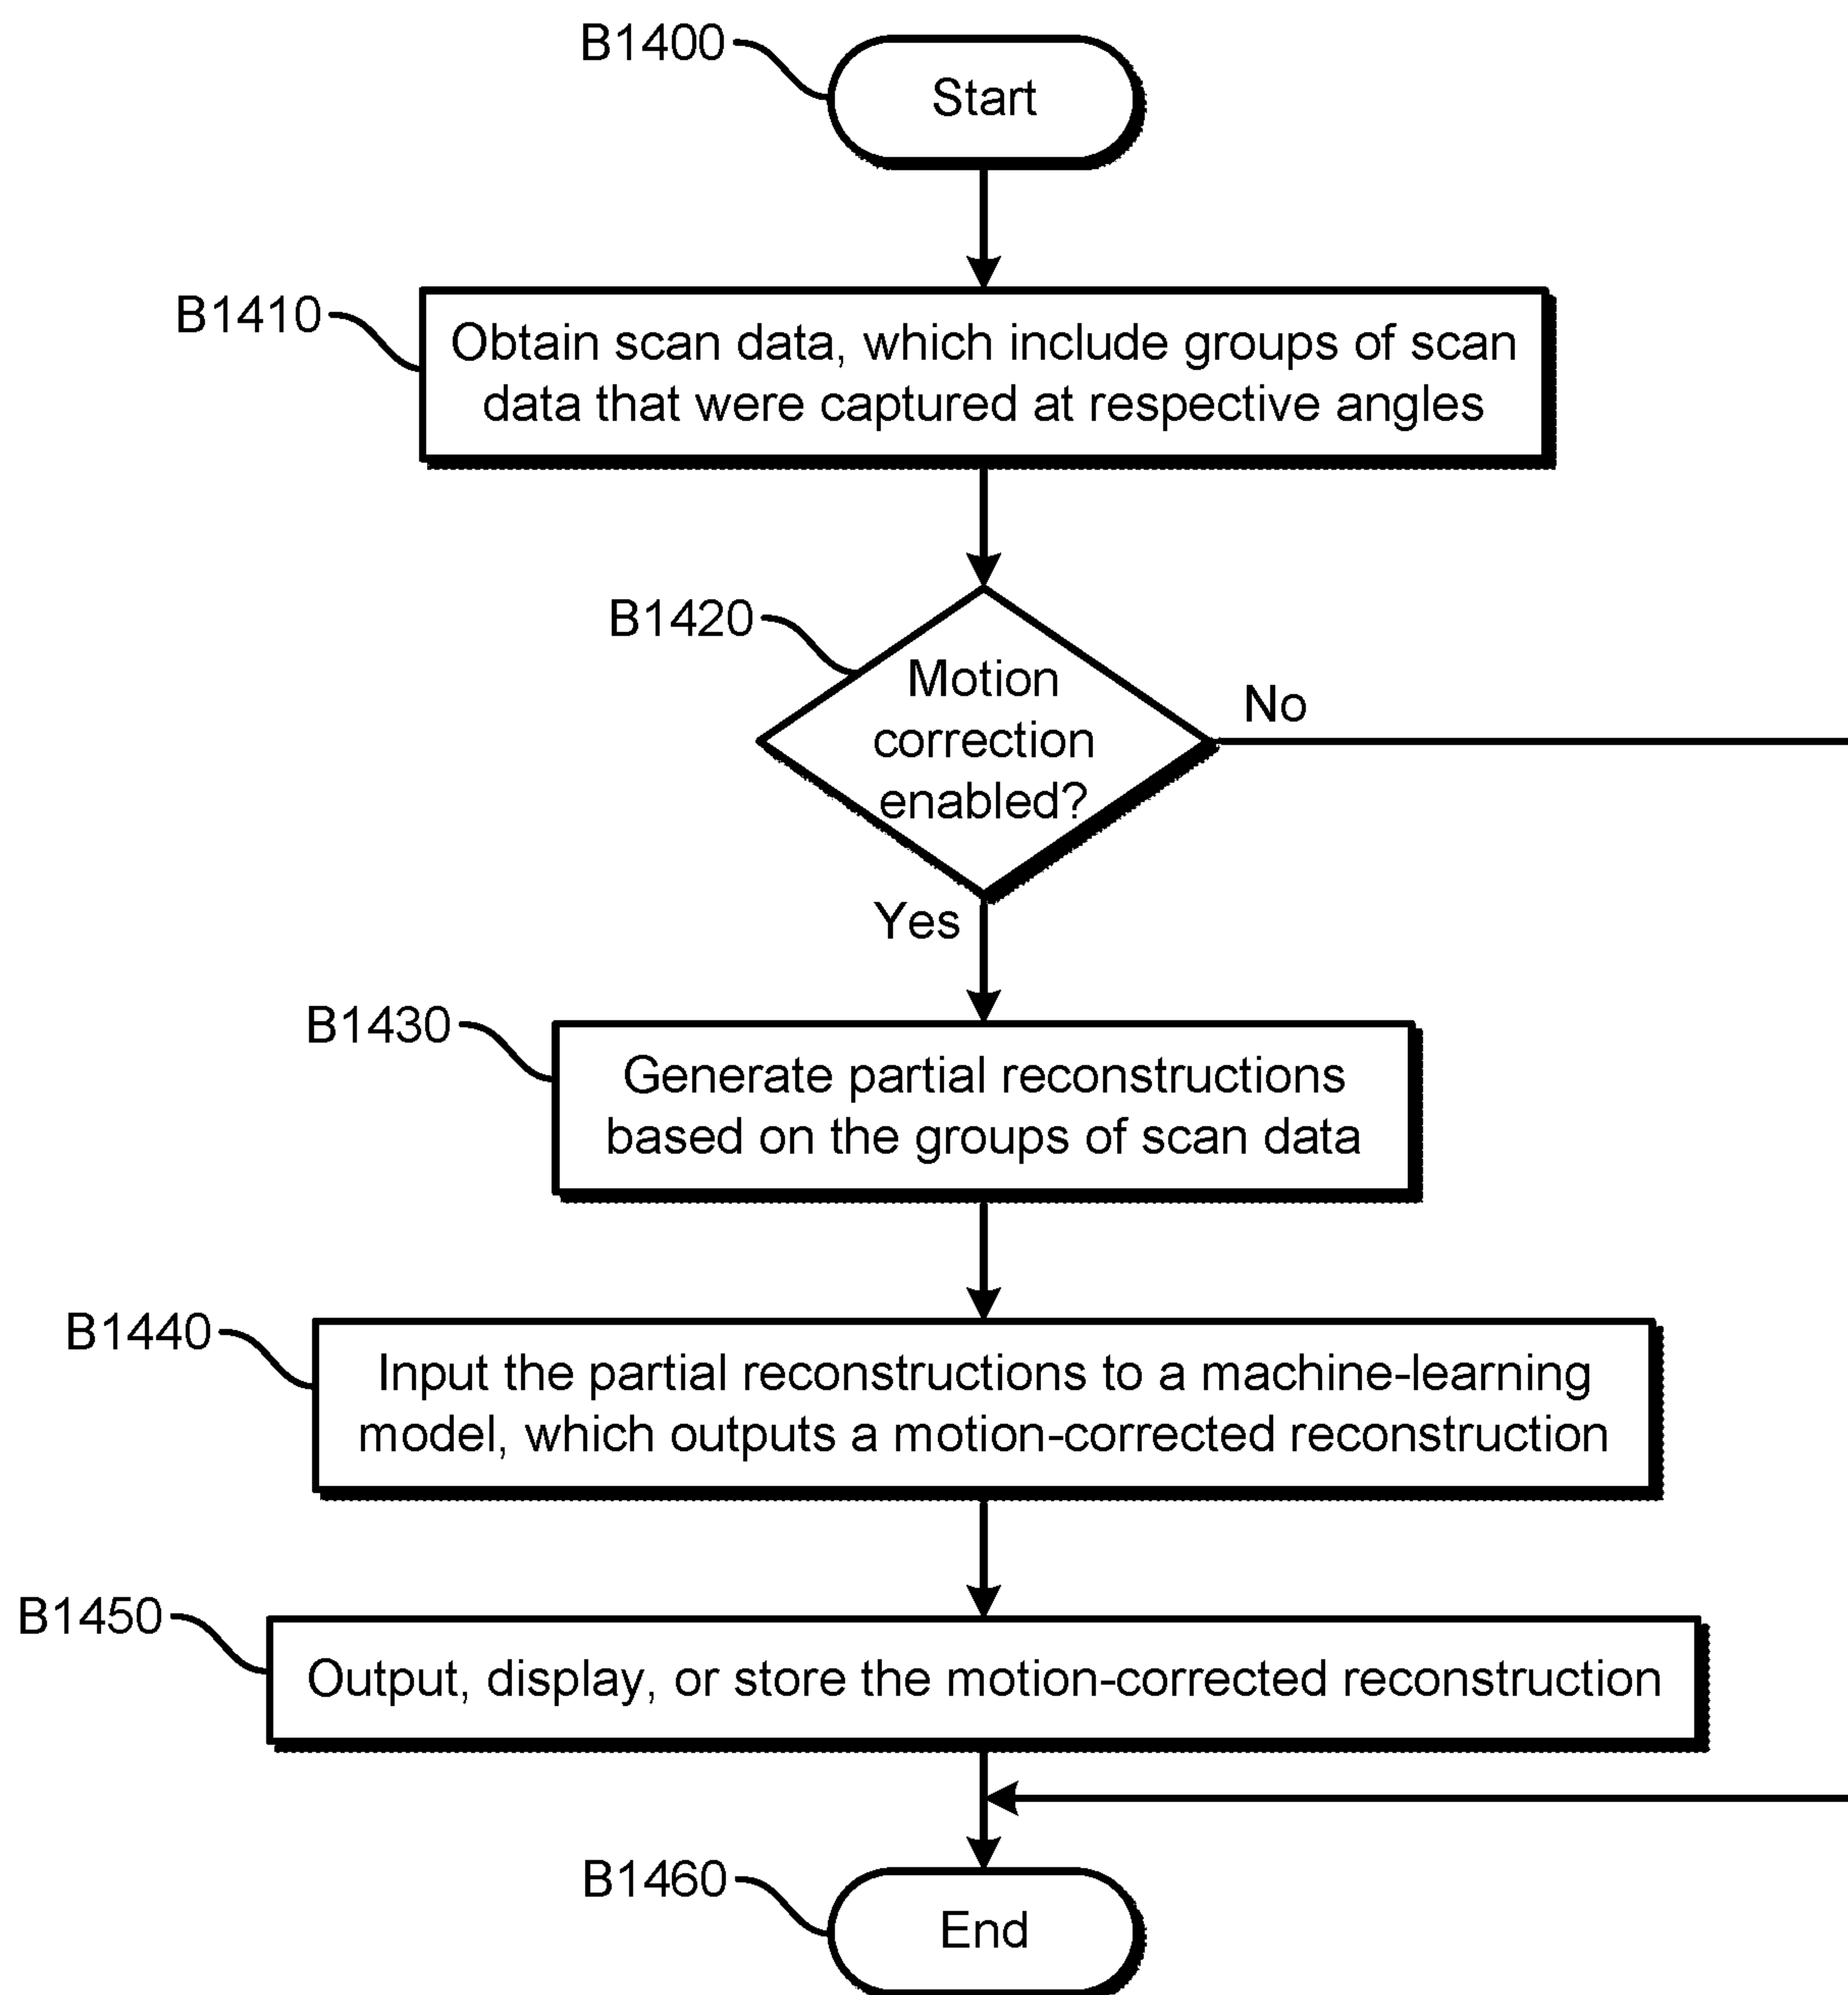 B1400
Start
B1410
Obtain scan data, which include groups of scan
data that were captured at respective angles
B1420
Motion
correction
enabled?
No
Yes
B1430
Generate partial reconstructions
based on the groups of scan data
B1440
Input the partial reconstructions to a machine-learning
model, which outputs a motion-corrected reconstruction
B1450
Output, display, or store the motion-corrected reconstruction
B1460
End